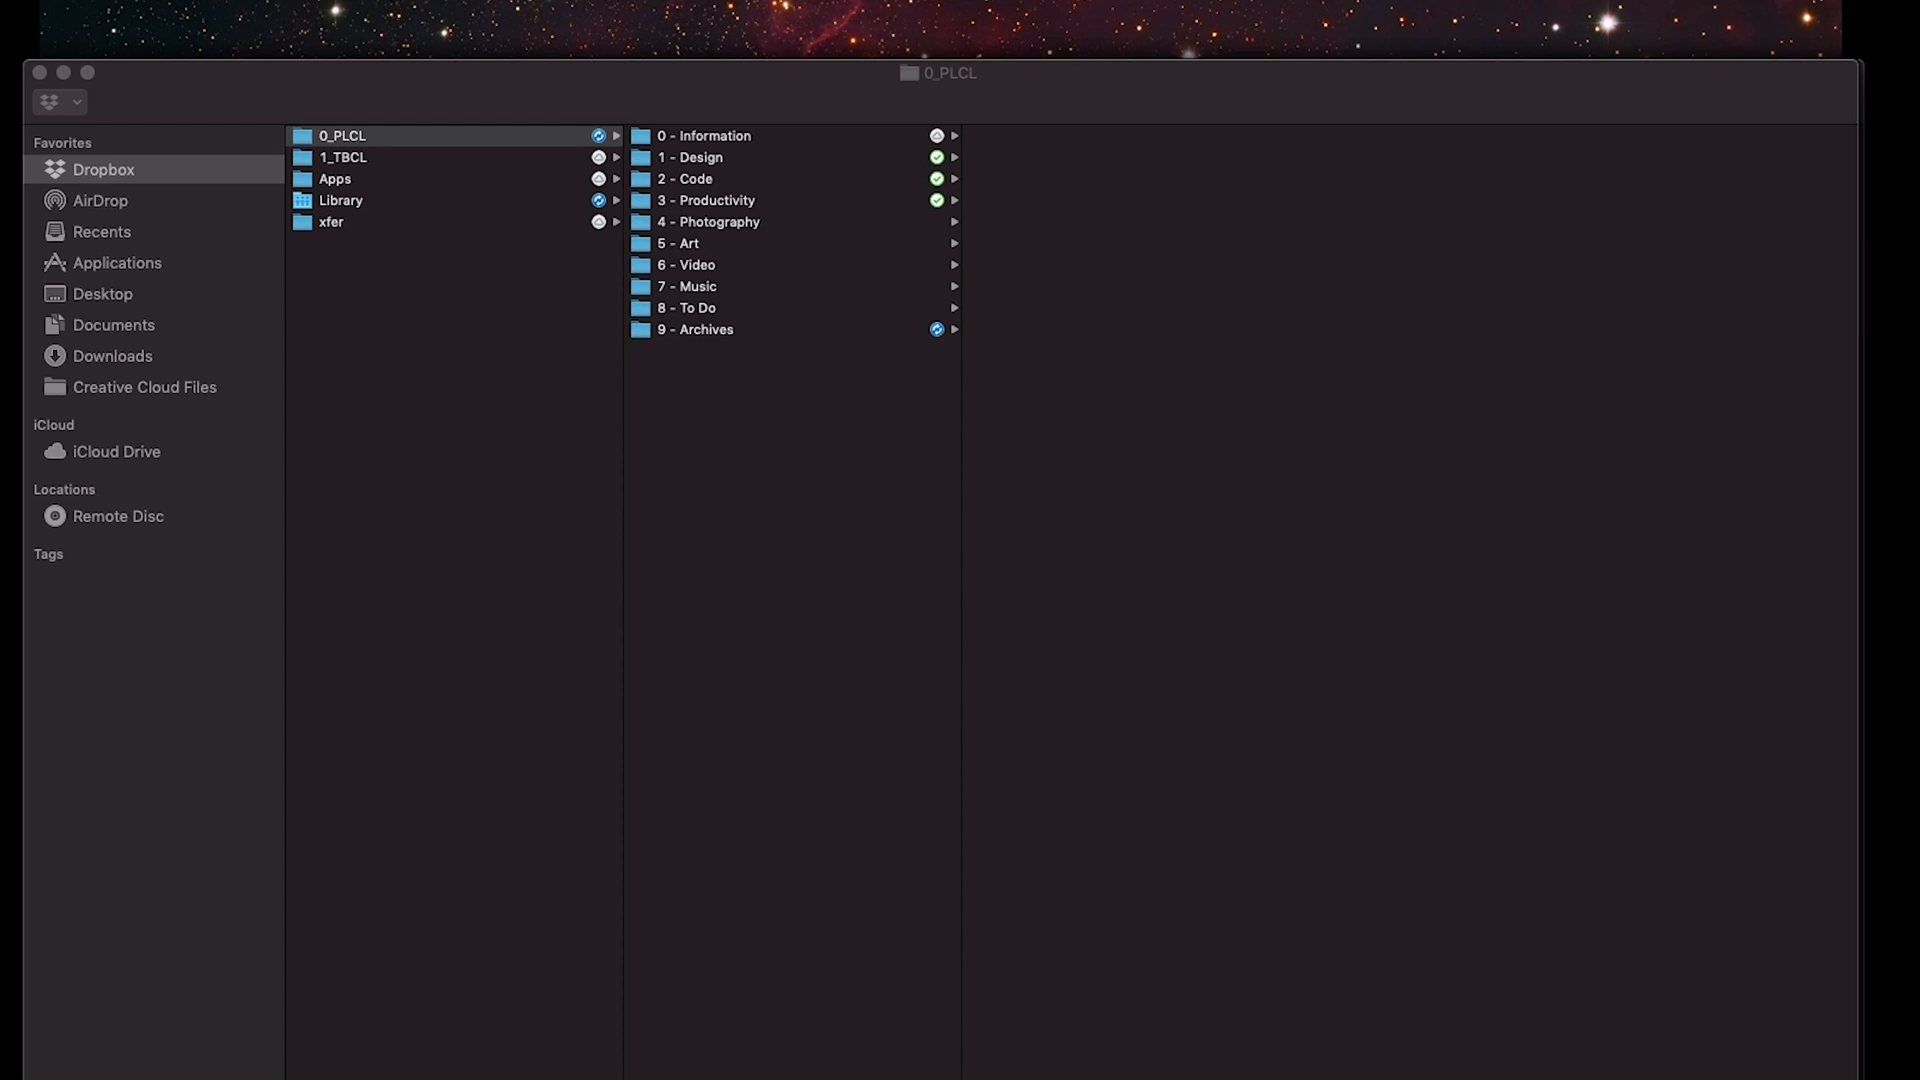 0_PLCL
Favorites
Dropbox
AirDrop
Recents
Applications
Desktop
Documents
Downloads
Creative Cloud Files
iCloud
iCloud Drive
Locations
Remote Disc
Tags
0_PLCL
1_TBCL
Apps
Library
xfer
0 - Information
1 - Design
2 - Code
3 - Productivity
4 - Photography
5 - Art
6 - Video
7 - Music
8 - To Do
9 - Archives